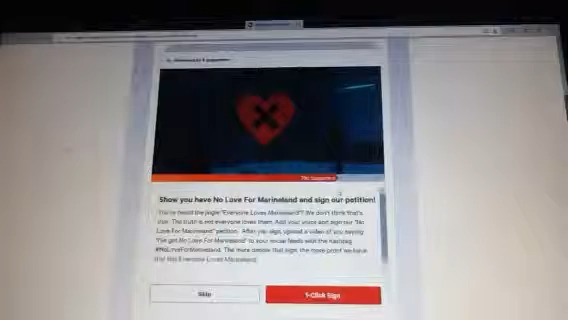 Show you have No Love For Marineland and sign our petition!
You've heard the jingle "Everyone Loves Marineland"? We don't think that's
true. The truth is not everyone loves them. Add your voice and sign our "No
Love For Marineland" petition. After you sign, upload a video of you saying
"I've got No Love For Marineland" to your social feeds with the hashtag
#NoLoveForMarineland. The more people that sign, the more proof we have
that not Everyone Loves Marineland.
Skip
1-Click Sign